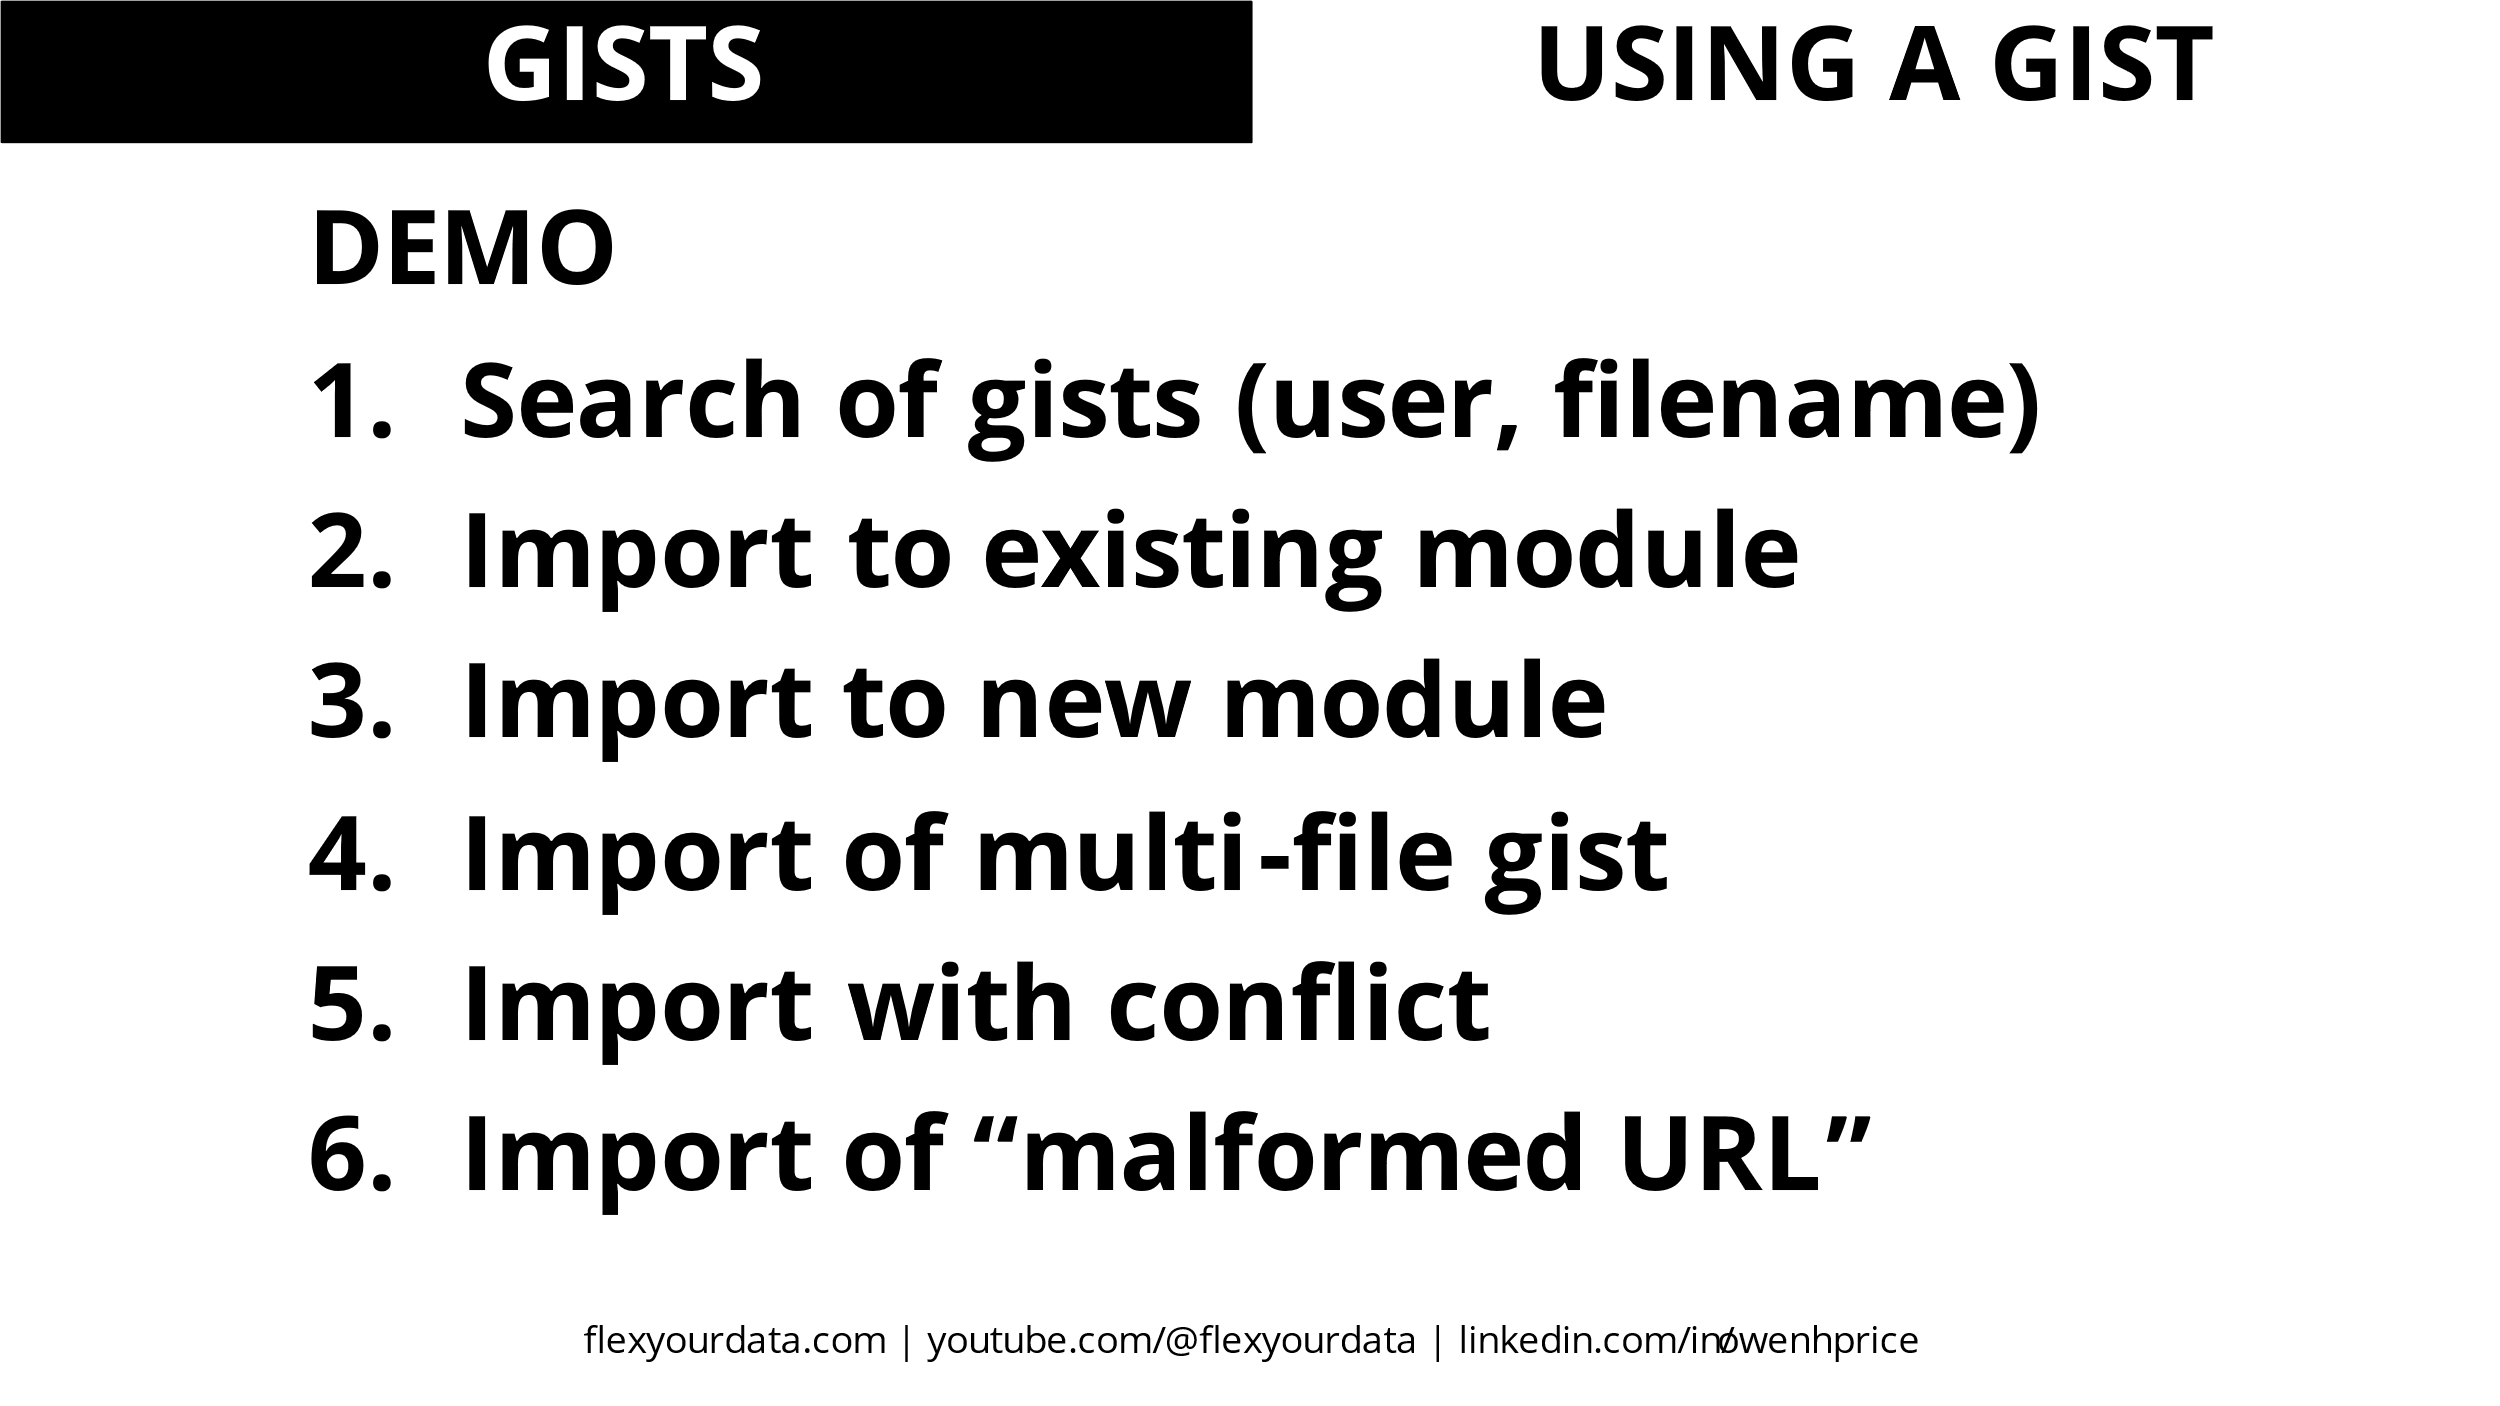 GISTS
USING A GIST
DEMO
1. Search of gists (user, filename)
2. Import to existing module
3. Import to new module
4. Import of multi-file gist
5. Import with conflict
6. Import of “malformed URL”
flexyourdata.com | youtube.com/@flexyourdata | linkedin.com/in/owenhprice